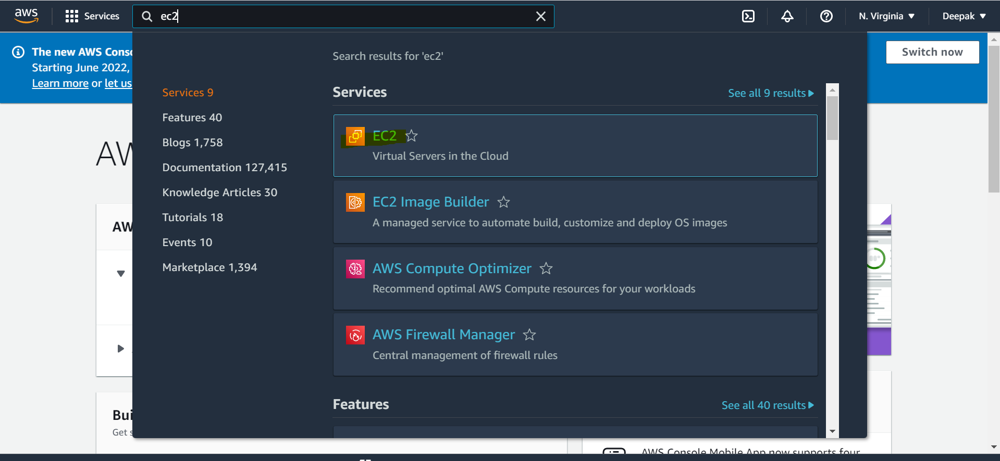 aws
Services
ec2
N. Virginia
Deepak
The new AWS Conso
Starting June 2022,
Learn more or let us
Switch now
Search results for 'ec2'
Services 9
Features 40
Blogs 1,758
Documentation 127,415
Knowledge Articles 30
Tutorials 18
Events 10
Marketplace 1,394
Services
See all 9 results
EC2
Virtual Servers in the Cloud
EC2 Image Builder
A managed service to automate build, customize and deploy OS images
AWS Compute Optimizer
Recommend optimal AWS Compute resources for your workloads
AWS Firewall Manager
Central management of firewall rules
Features
See all 40 results
AW
AW
Bui
Get s
AWS Console Mobile App now supports four